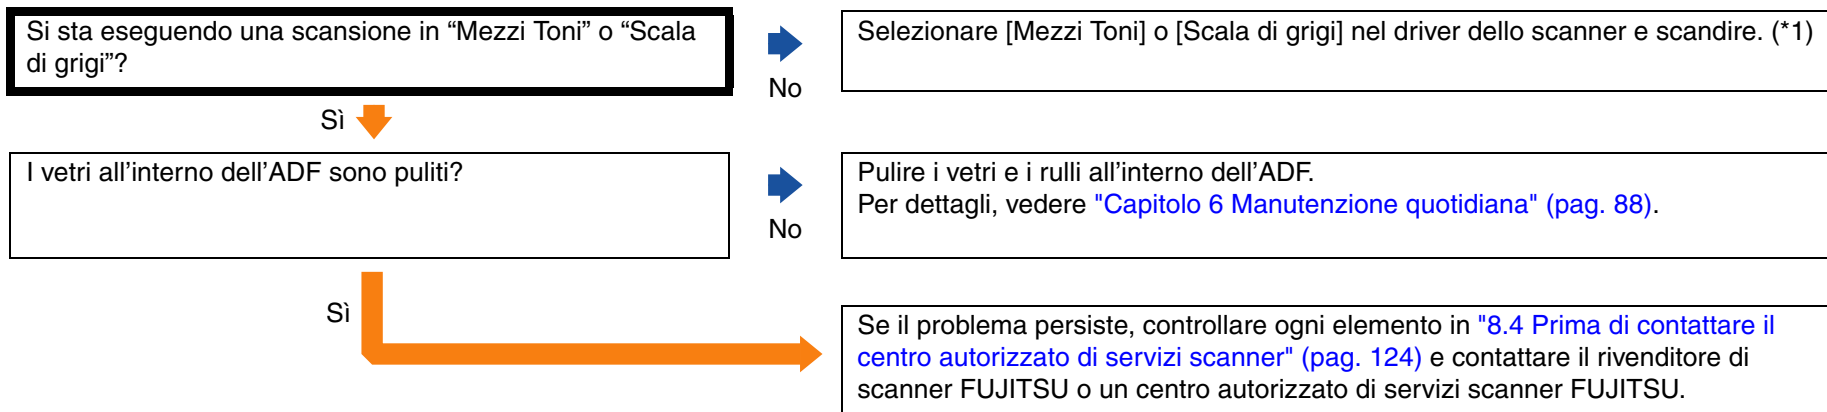 Si sta eseguendo una scansione in “Mezzi Toni” o “Scala
di grigi”?
No
Selezionare [Mezzi Toni] o [Scala di grigi] nel driver dello scanner e scandire. (*1)
Sì
I vetri all’interno dell’ADF sono puliti?
No
Pulire i vetri e i rulli all’interno dell’ADF.
Per dettagli, vedere "Capitolo 6 Manutenzione quotidiana" (pag. 88).
Sì
Se il problema persiste, controllare ogni elemento in "8.4 Prima di contattare il
centro autorizzato di servizi scanner" (pag. 124) e contattare il rivenditore di
scanner FUJITSU o un centro autorizzato di servizi scanner FUJITSU.